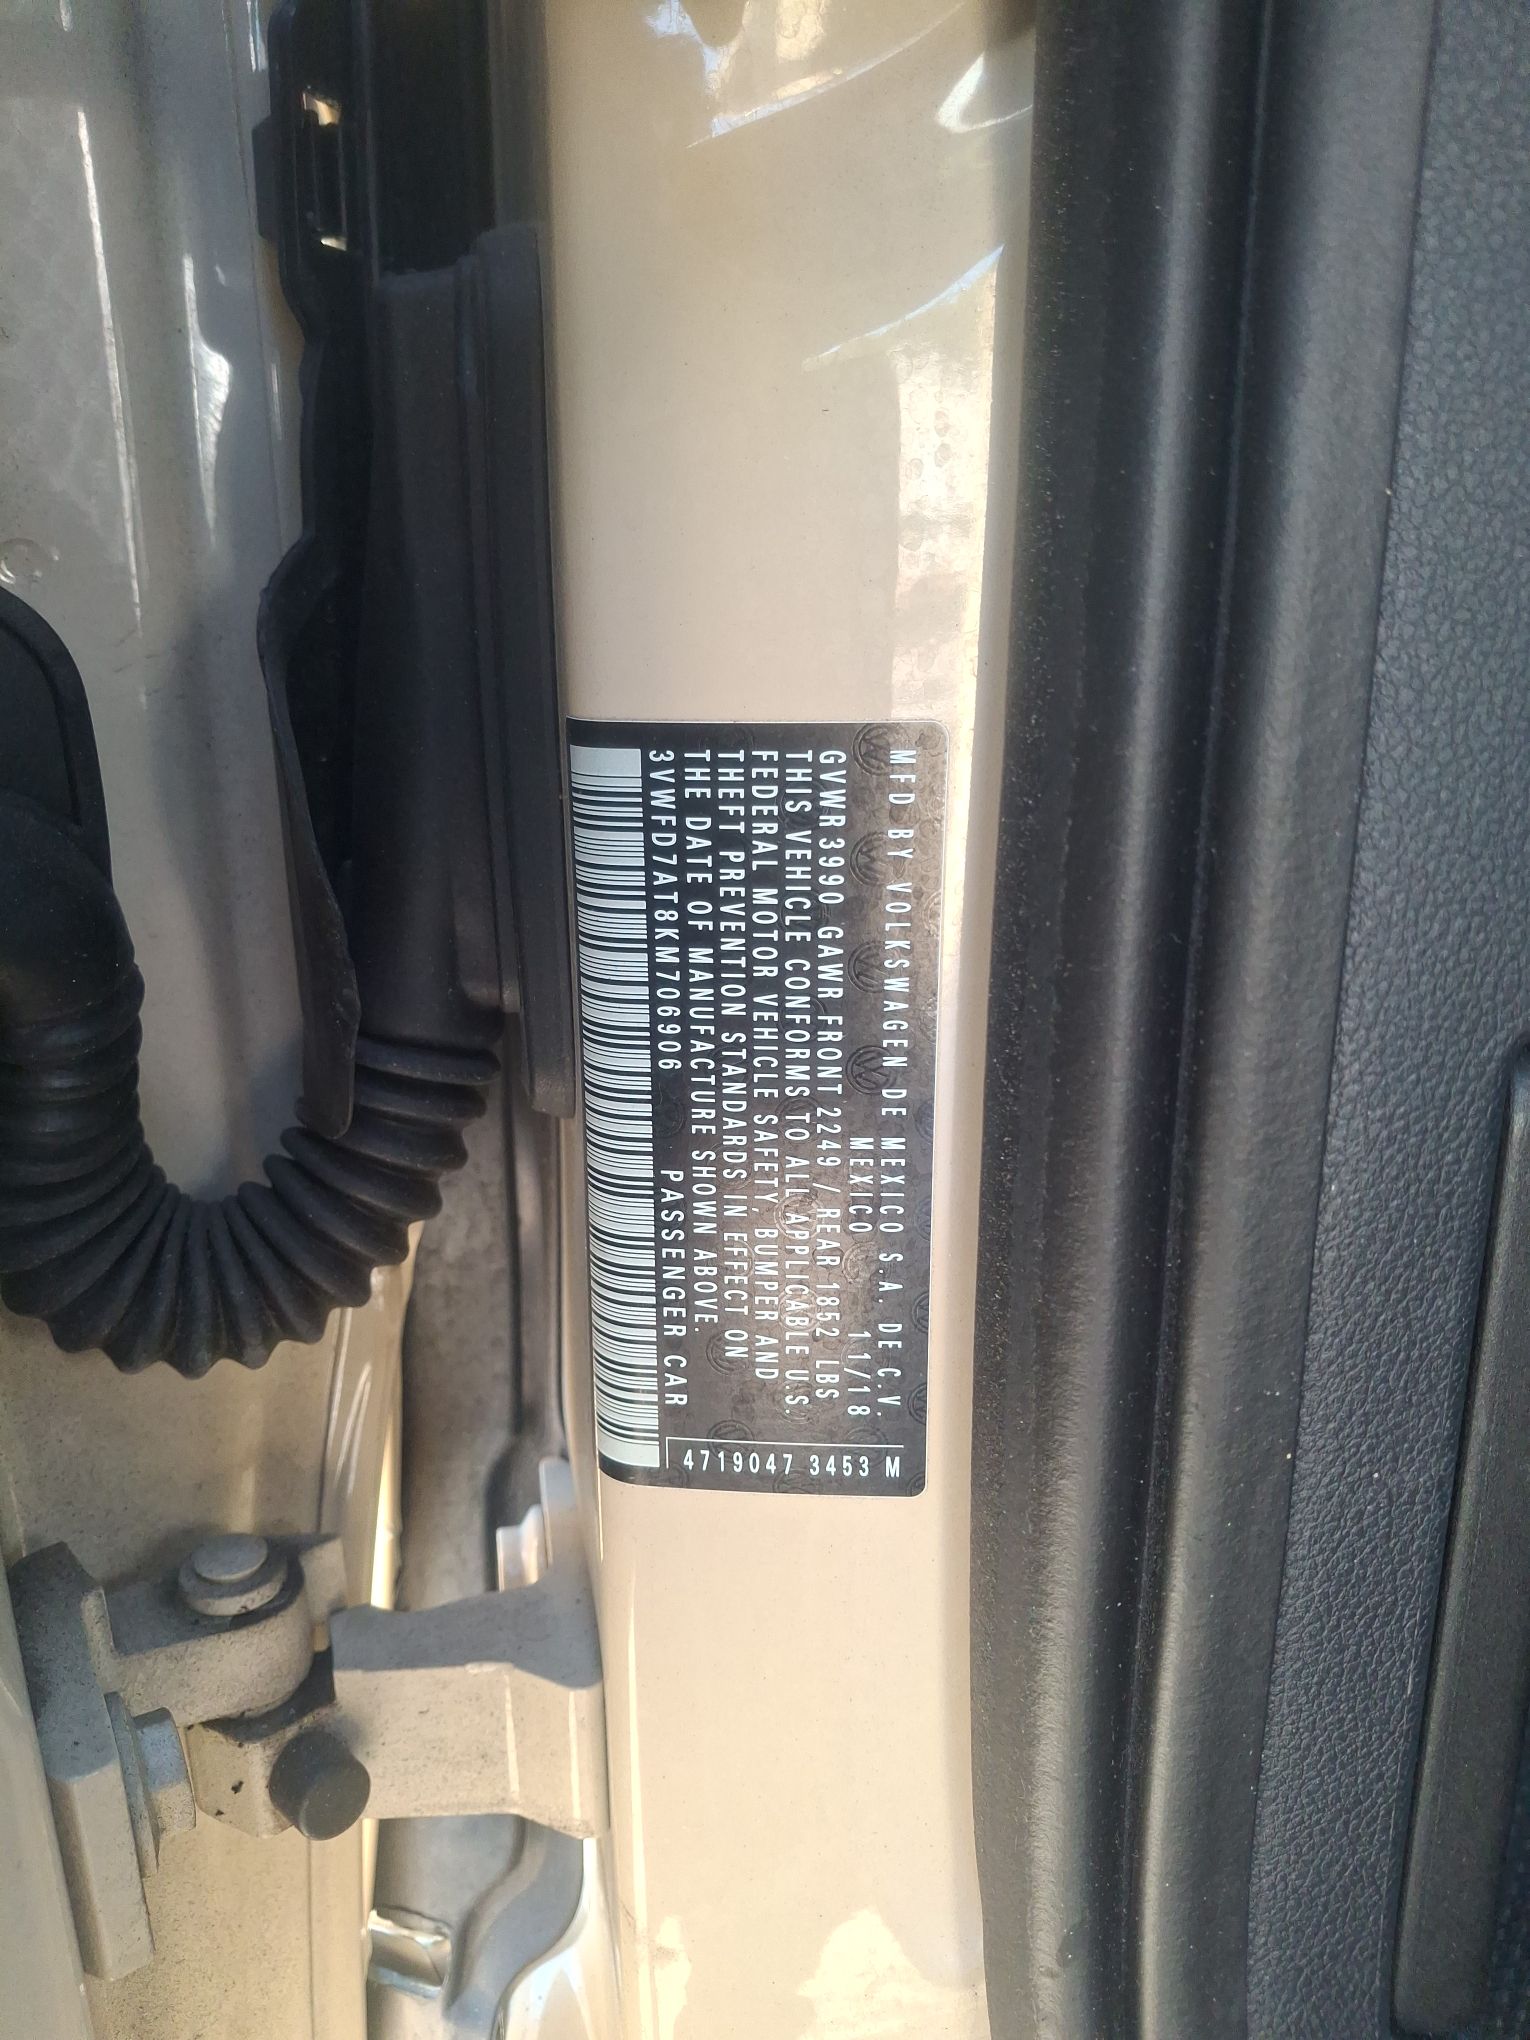 MFD BY VOLKSWAGEN DE MEXICO S.A. DE C.V.
MEXICO 11/18
GVWR 3990 GAWR FRONT 2249 / REAR 1852 LBS
THIS VEHICLE CONFORMS TO ALL APPLICABLE U.S.
FEDERAL MOTOR VEHICLE SAFETY, BUMPER AND
THEFT PREVENTION STANDARDS IN EFFECT ON
THE DATE OF MANUFACTURE SHOWN ABOVE.
3VWFD7AT8KM706906 PASSENGER CAR
4719047 3453 M